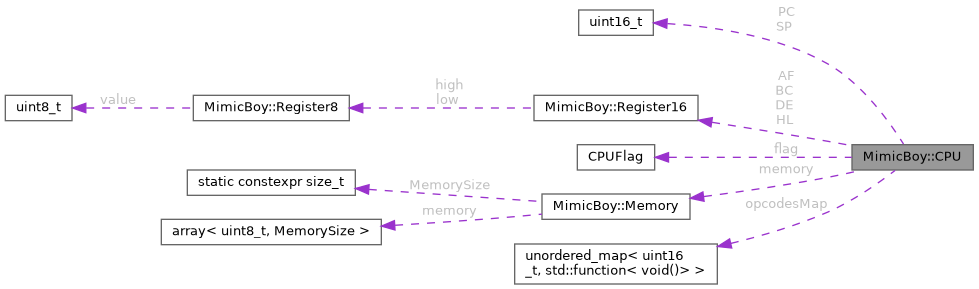 PC
SP
uint16_t
AF
BC
DE
HL
high
low
value
uint8_t
MimicBoy::Register8
MimicBoy::Register16
flag
CPUFlag
MimicBoy::CPU
memory
MemorySize
static constexpr size_t
MimicBoy::Memory
opcodesMap
memory
array< uint8_t, MemorySize >
unordered_map< uint16
_t, std::function< void()> >